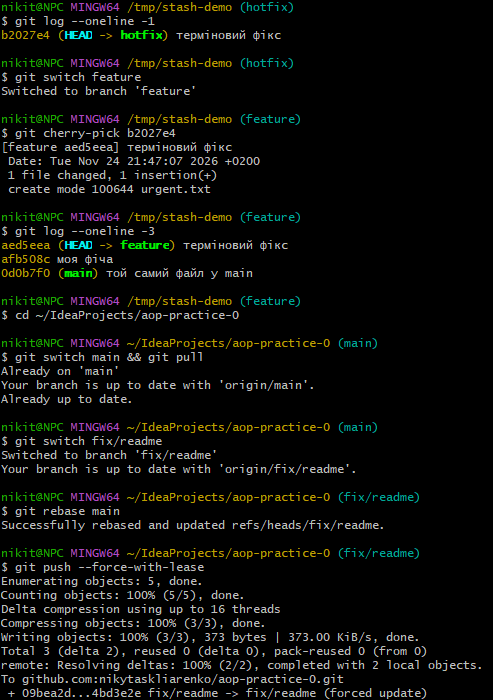 nikit@NPC MINGW64 /tmp/stash-demo (hotfix)
$ git log --oneline -1
b2027e4 (HEAD -> hotfix) терміновий фікс

nikit@NPC MINGW64 /tmp/stash-demo (hotfix)
$ git switch feature
Switched to branch 'feature'

nikit@NPC MINGW64 /tmp/stash-demo (feature)
$ git cherry-pick b2027e4
[feature aed5eea] терміновий фікс
 Date: Tue Nov 24 21:47:07 2026 +0200
 1 file changed, 1 insertion(+)
 create mode 100644 urgent.txt

nikit@NPC MINGW64 /tmp/stash-demo (feature)
$ git log --oneline -3
aed5eea (HEAD -> feature) терміновий фікс
afb508c моя фіча
0d0b7f0 (main) той самий файл у main

nikit@NPC MINGW64 /tmp/stash-demo (feature)
$ cd ~/IdeaProjects/aop-practice-0

nikit@NPC MINGW64 ~/IdeaProjects/aop-practice-0 (main)
$ git switch main && git pull
Already on 'main'
Your branch is up to date with 'origin/main'.
Already up to date.

nikit@NPC MINGW64 ~/IdeaProjects/aop-practice-0 (main)
$ git switch fix/readme
Switched to branch 'fix/readme'
Your branch is up to date with 'origin/fix/readme'.

nikit@NPC MINGW64 ~/IdeaProjects/aop-practice-0 (fix/readme)
$ git rebase main
Successfully rebased and updated refs/heads/fix/readme.

nikit@NPC MINGW64 ~/IdeaProjects/aop-practice-0 (fix/readme)
$ git push --force-with-lease
Enumerating objects: 5, done.
Counting objects: 100% (5/5), done.
Delta compression using up to 16 threads
Compressing objects: 100% (3/3), done.
Writing objects: 100% (3/3), 373 bytes | 373.00 KiB/s, done.
Total 3 (delta 2), reused 0 (delta 0), pack-reused 0 (from 0)
remote: Resolving deltas: 100% (2/2), completed with 2 local objects.
To github.com:nikytaskliarenko/aop-practice-0.git
 + 09bea2d...4bd3e2e fix/readme -> fix/readme (forced update)